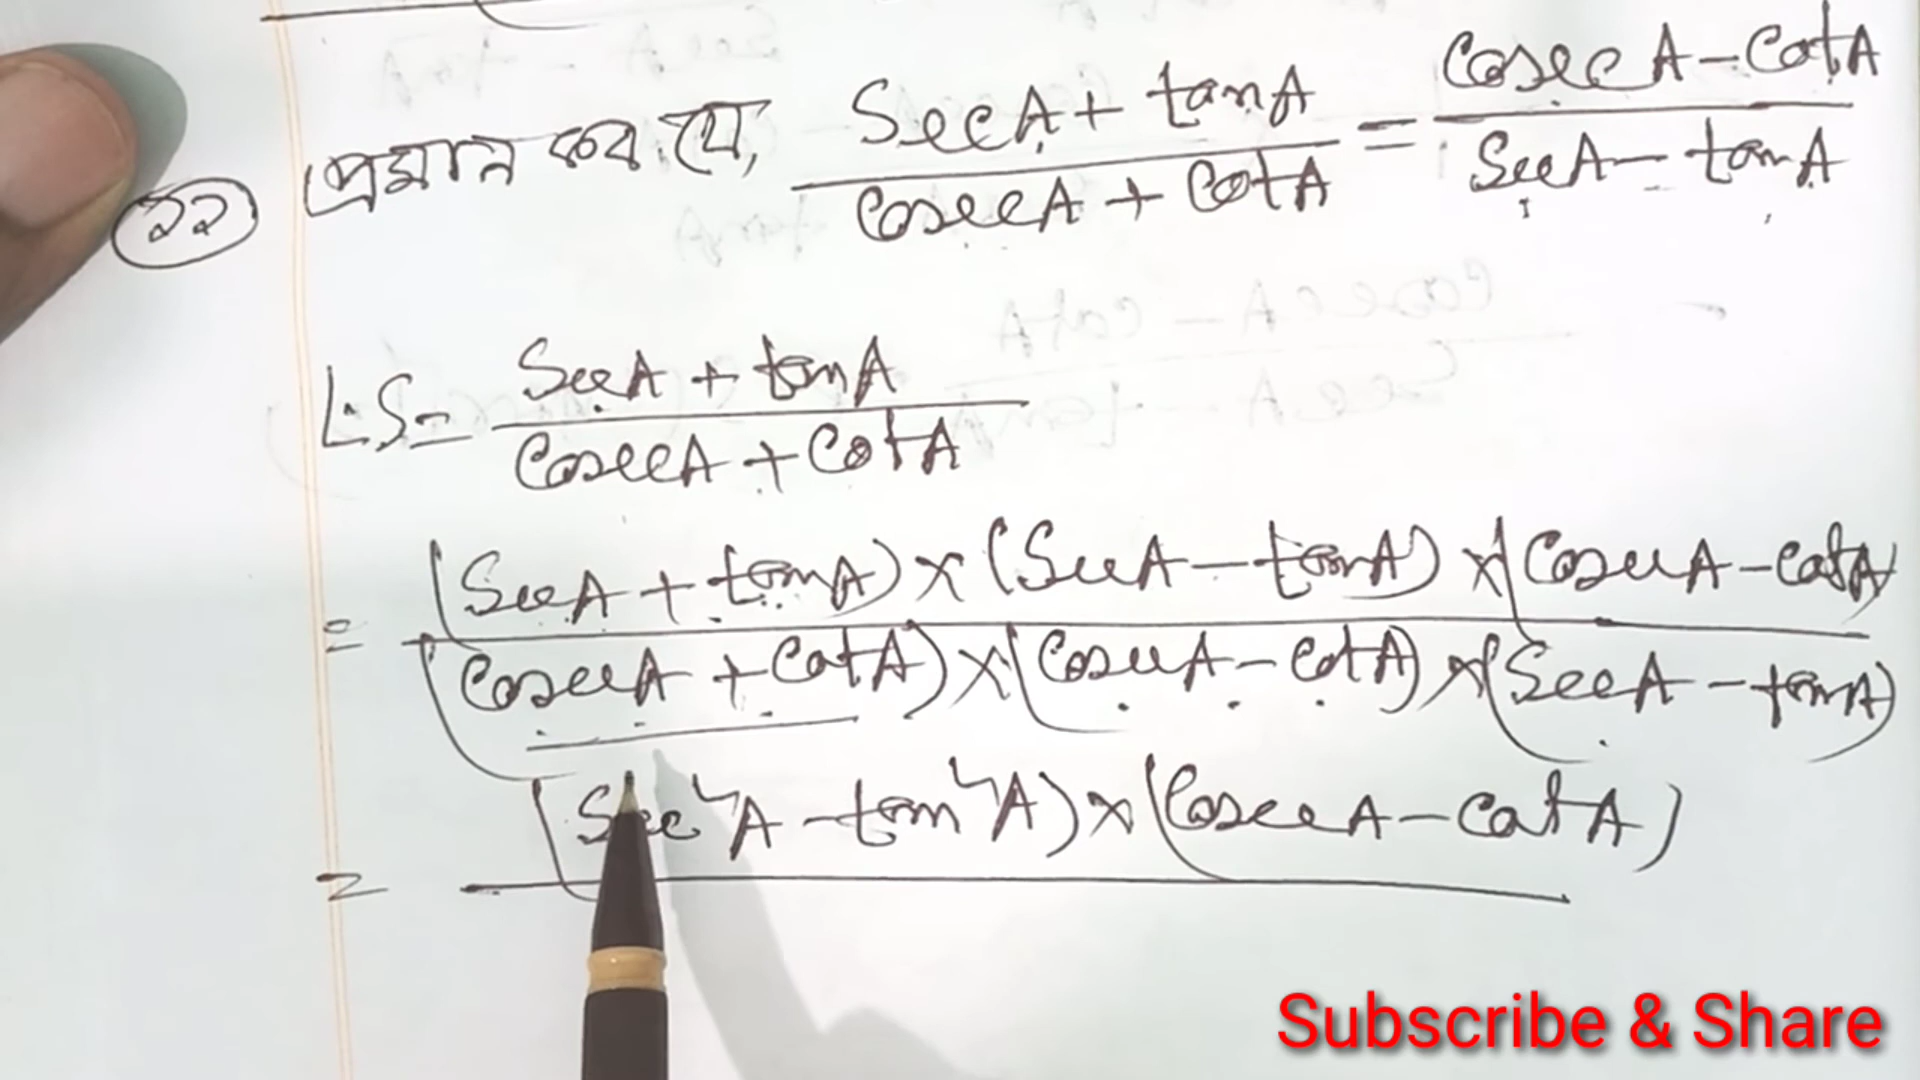 ২২ প্রমান কর যে, SecA + tanA / CosecA + CotA = CosecA - CotA / SecA - tanA
L.S = SecA + tanA / CosecA + CotA
= (SecA + tanA) × (SecA - tanA) × (CosecA - CotA) / (CosecA + CotA) × (CosecA - CotA) × (SecA - tanA)
= (Sec²A - tan²A) × (CosecA - CotA)
Subscribe & Share